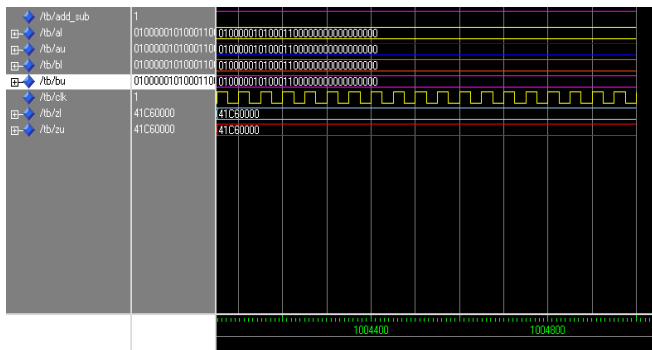 /tb/add_sub 1
/tb/al 0100000101000110 01000001010001100000000000000000
/tb/au 0100000101000110 01000001010001100000000000000000
/tb/bl 0100000101000110 01000001010001100000000000000000
/tb/bu 0100000101000110 01000001010001100000000000000000
/tb/clk 1
/tb/zl 41C60000 41C60000
/tb/zu 41C60000 41C60000
1004400 1004800